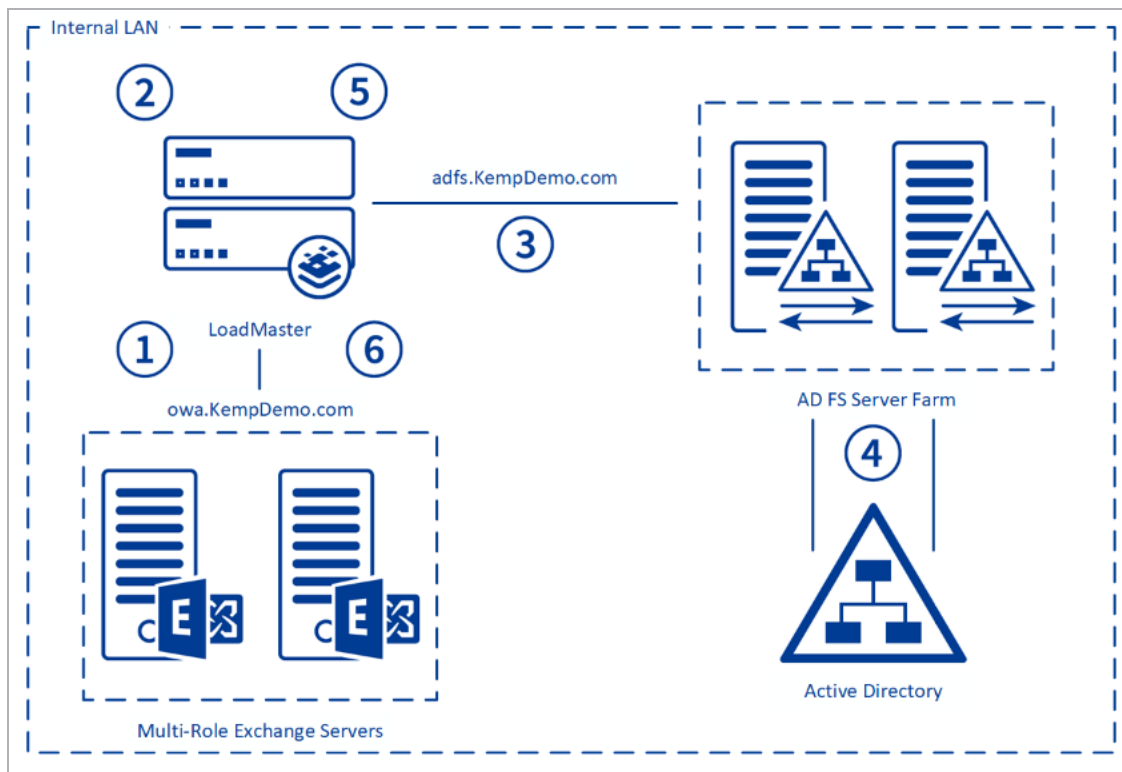 Internal LAN
2
5
adfs.KempDemo.com
3
LoadMaster
1
6
owa.KempDemo.com
AD FS Server Farm
4
E
E
Active Directory
Multi-Role Exchange Servers